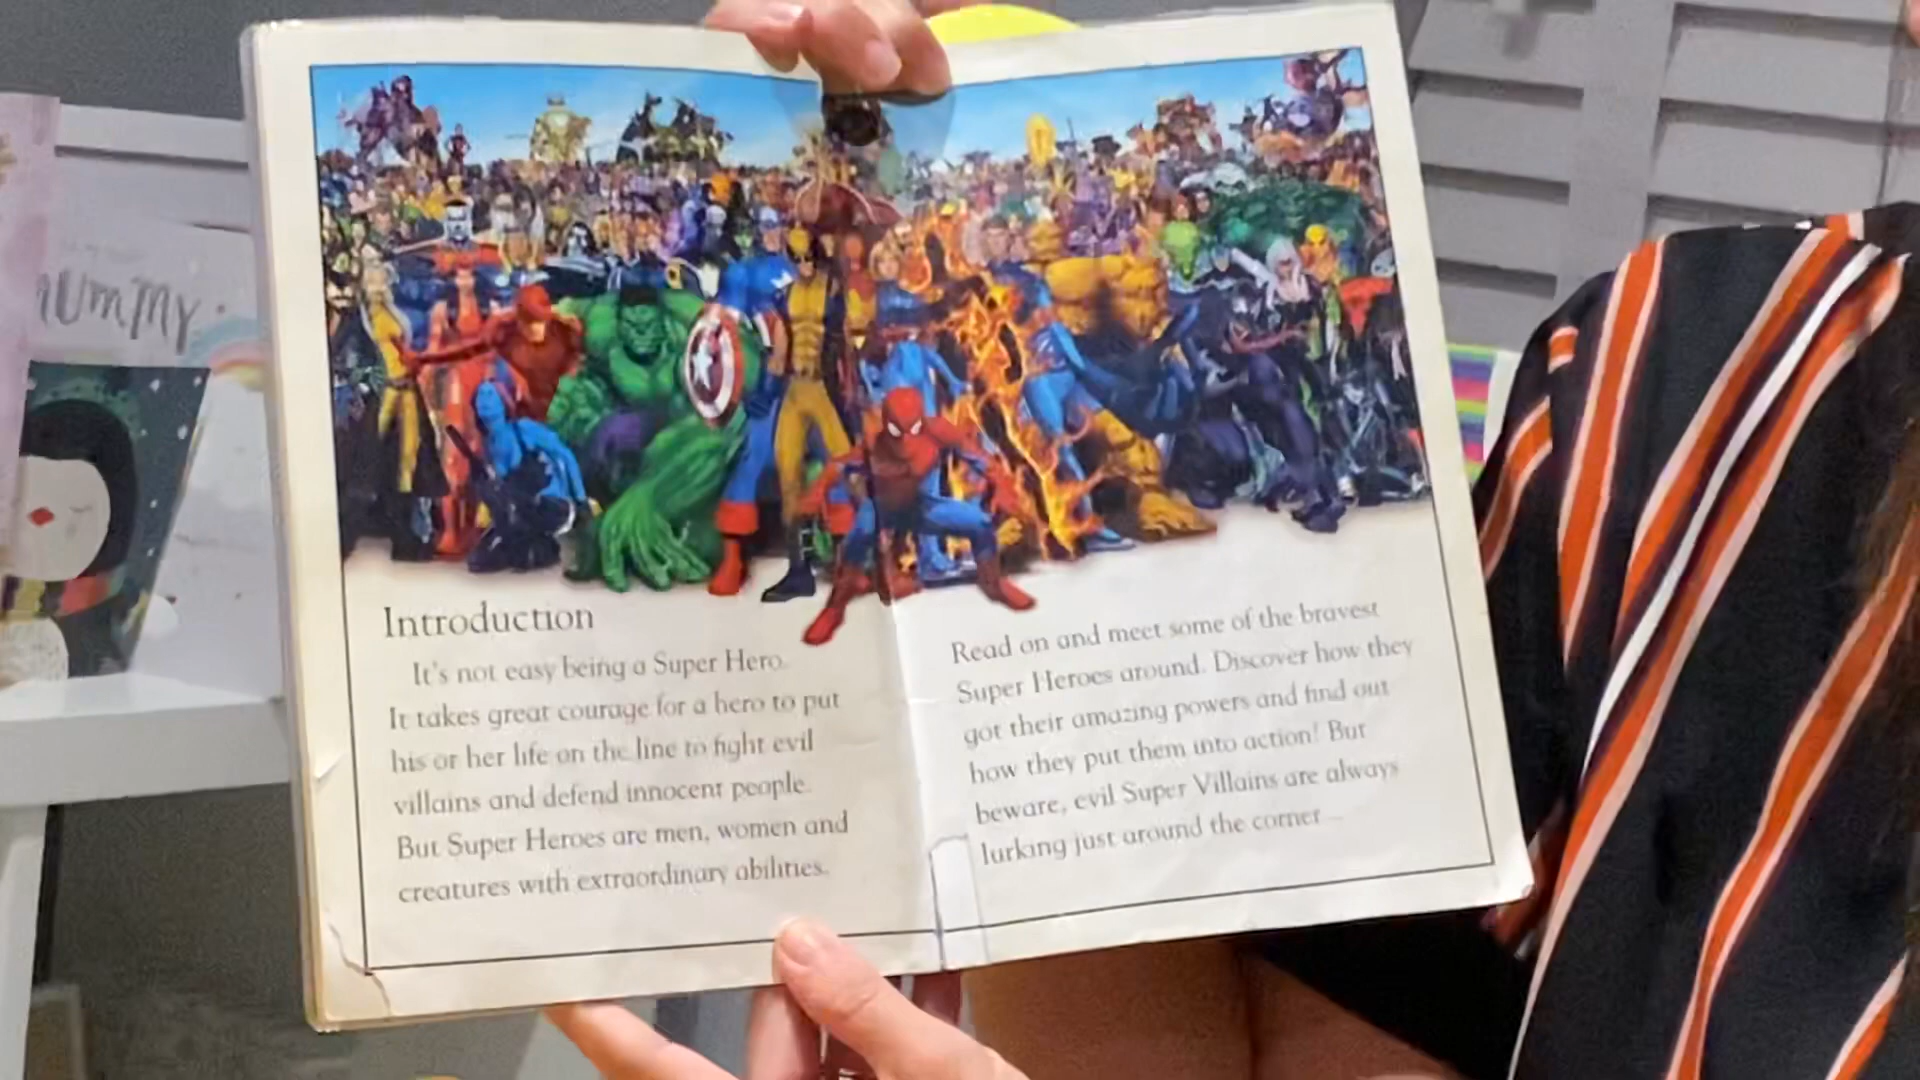 mummy
Introduction
It's not easy being a Super Hero.
It takes great courage for a hero to put
his or her life on the line to fight evil
villains and defend innocent people.
But Super Heroes are men, women and
creatures with extraordinary abilities.
Read on and meet some of the bravest
Super Heroes around. Discover how they
got their amazing powers and find out
how they put them into action! But
beware, evil Super Villains are always
lurking just around the corner...